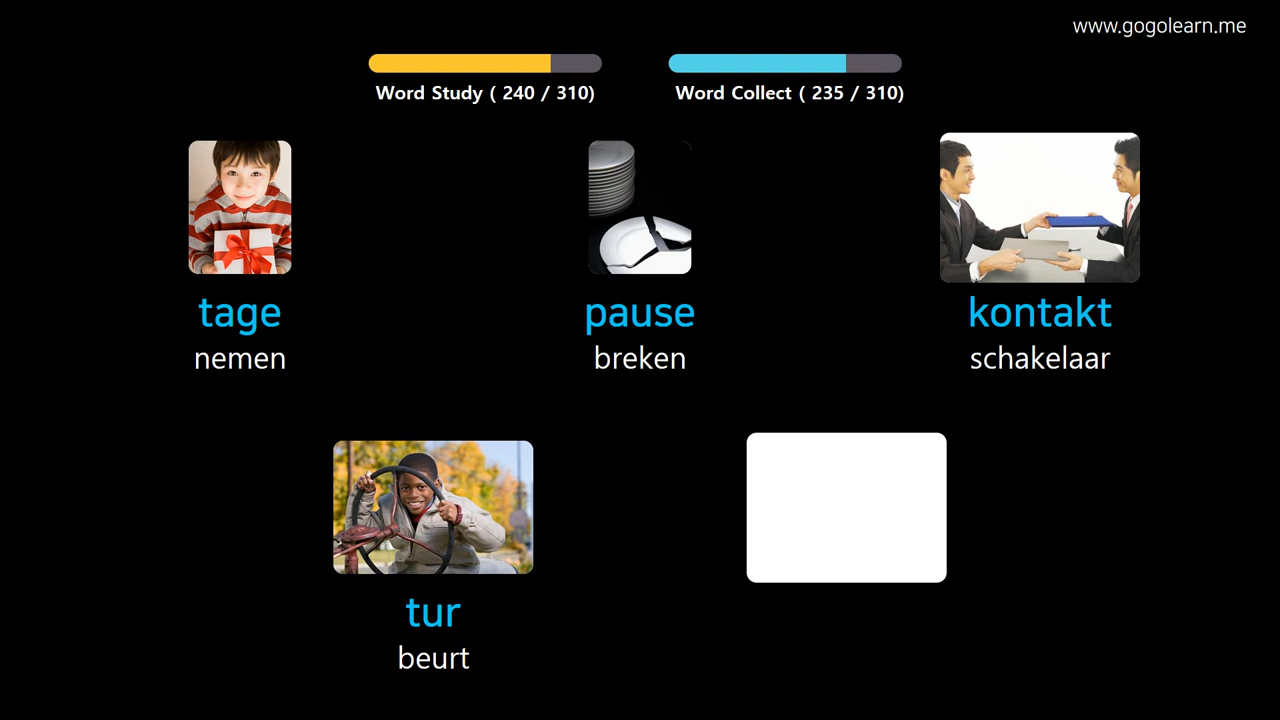 www.gogolearn.me
Word Study ( 240 / 310)
Word Collect ( 235 / 310)
tage
nemen
pause
breken
kontakt
schakelaar
tur
beurt